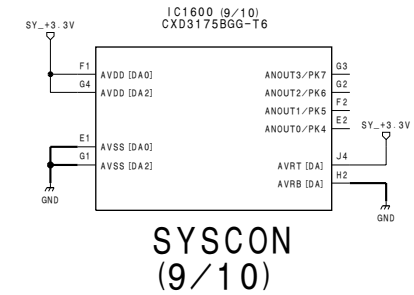 IC1600 (9/10)
CXD3175BGG-T6
SY_+3.3V
F1 AVDD [DA0]
G4 AVDD [DA2]
E1 AVSS [DA0]
G1 AVSS [DA2]
GND
ANOUT3/PK7 G3
ANOUT2/PK6 G2
ANOUT1/PK5 F2
ANOUT0/PK4 E2
SY_+3.3V
AVRT [DA] J4
AVRB [DA] H2
GND
SYSCON
(9/10)